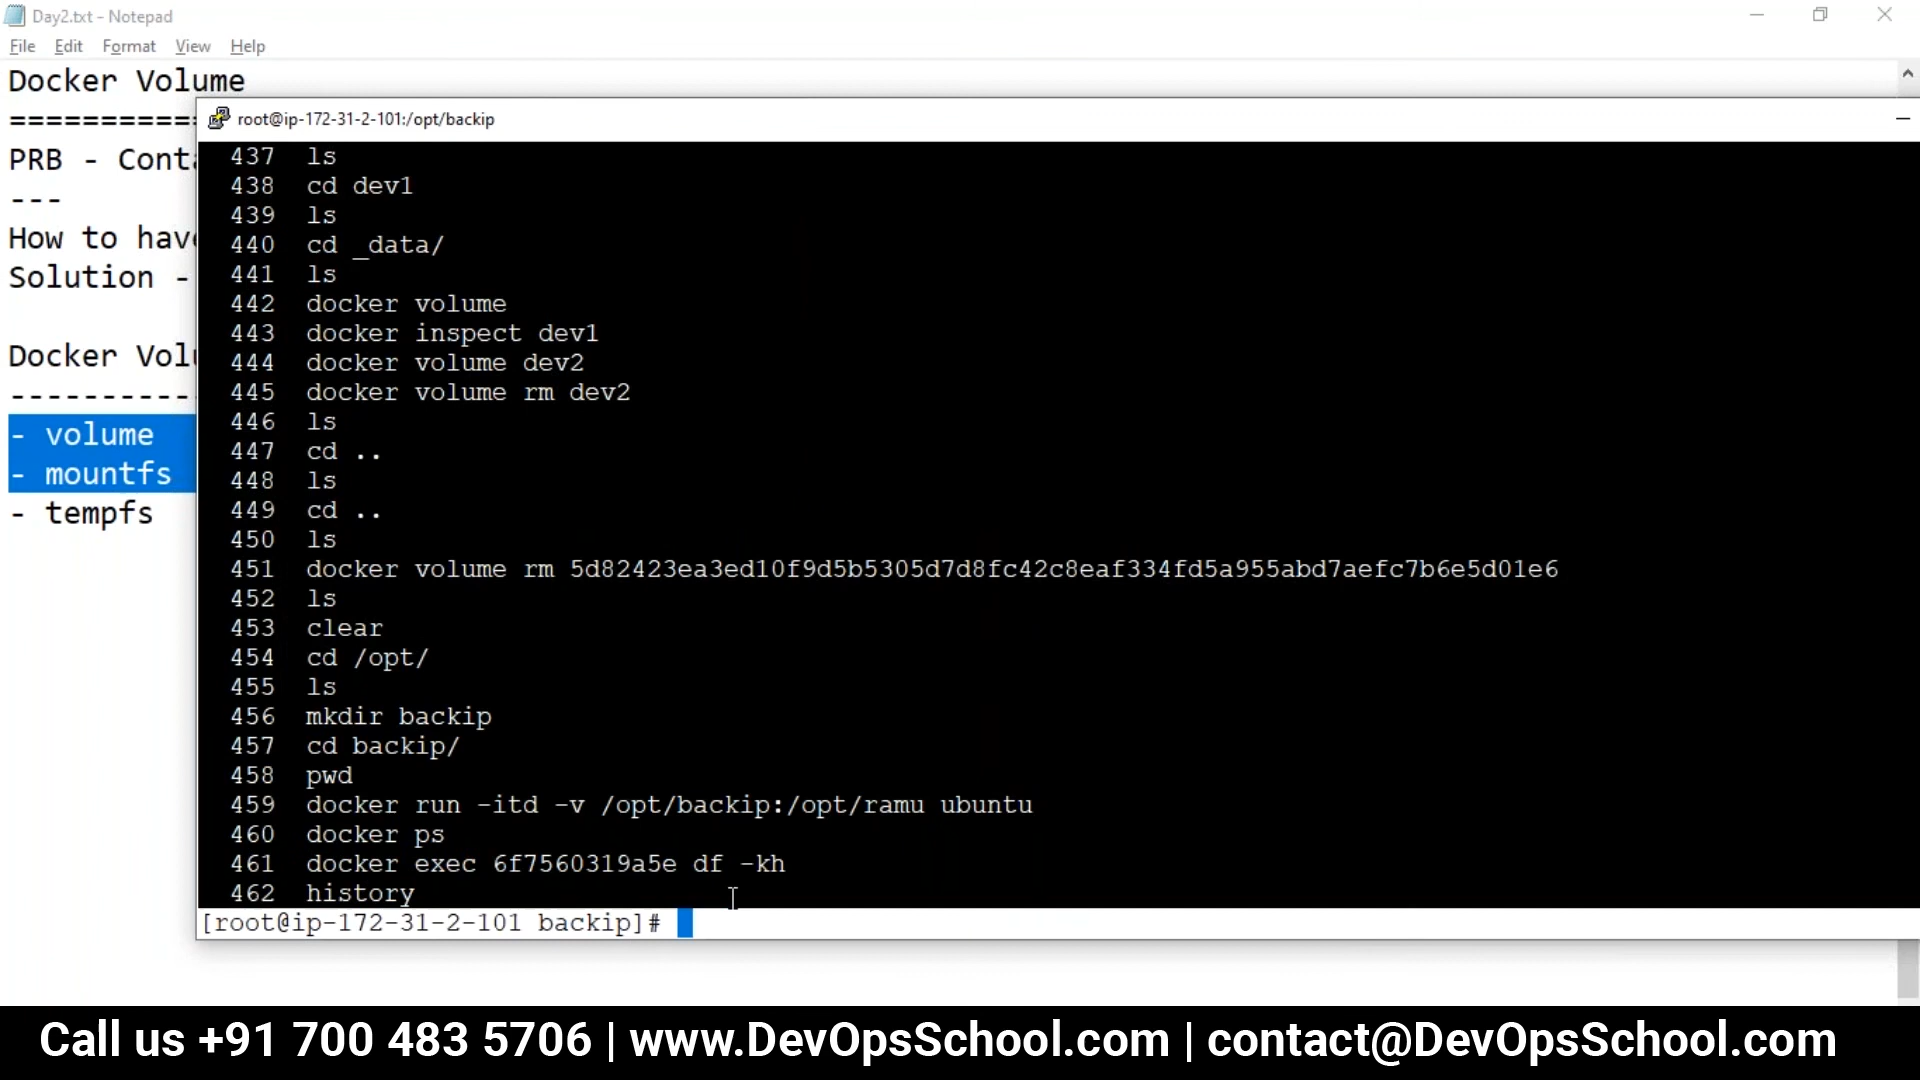 Day2.txt - Notepad
File Edit Format View Help
Docker Volume
===========
PRB - Cont
---
How to hav
Solution -
Docker Vol
----------
- volume
- mountfs
- tempfs
root@ip-172-31-2-101:/opt/backip
437 ls
438 cd dev1
439 ls
440 cd _data/
441 ls
442 docker volume
443 docker inspect dev1
444 docker volume dev2
445 docker volume rm dev2
446 ls
447 cd ..
448 ls
449 cd ..
450 ls
451 docker volume rm 5d82423ea3ed10f9d5b5305d7d8fc42c8eaf334fd5a955abd7aefc7b6e5d01e6
452 ls
453 clear
454 cd /opt/
455 ls
456 mkdir backip
457 cd backip/
458 pwd
459 docker run -itd -v /opt/backip:/opt/ramu ubuntu
460 docker ps
461 docker exec 6f7560319a5e df -kh
462 history
[root@ip-172-31-2-101 backip]#
Call us +91 700 483 5706 | www.DevOpsSchool.com | contact@DevOpsSchool.com